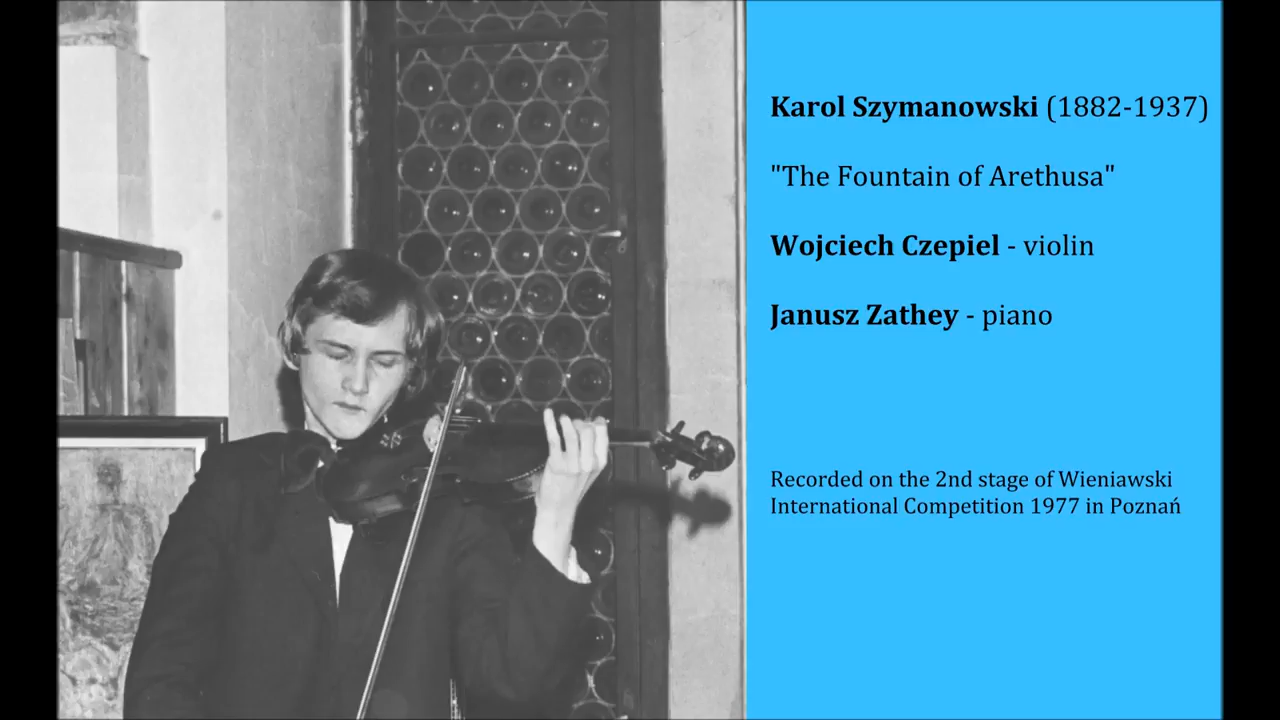 Karol Szymanowski (1882-1937)
"The Fountain of Arethusa"
Wojciech Czepiel - violin
Janusz Zathey - piano
Recorded on the 2nd stage of Wieniawski
International Competition 1977 in Poznań